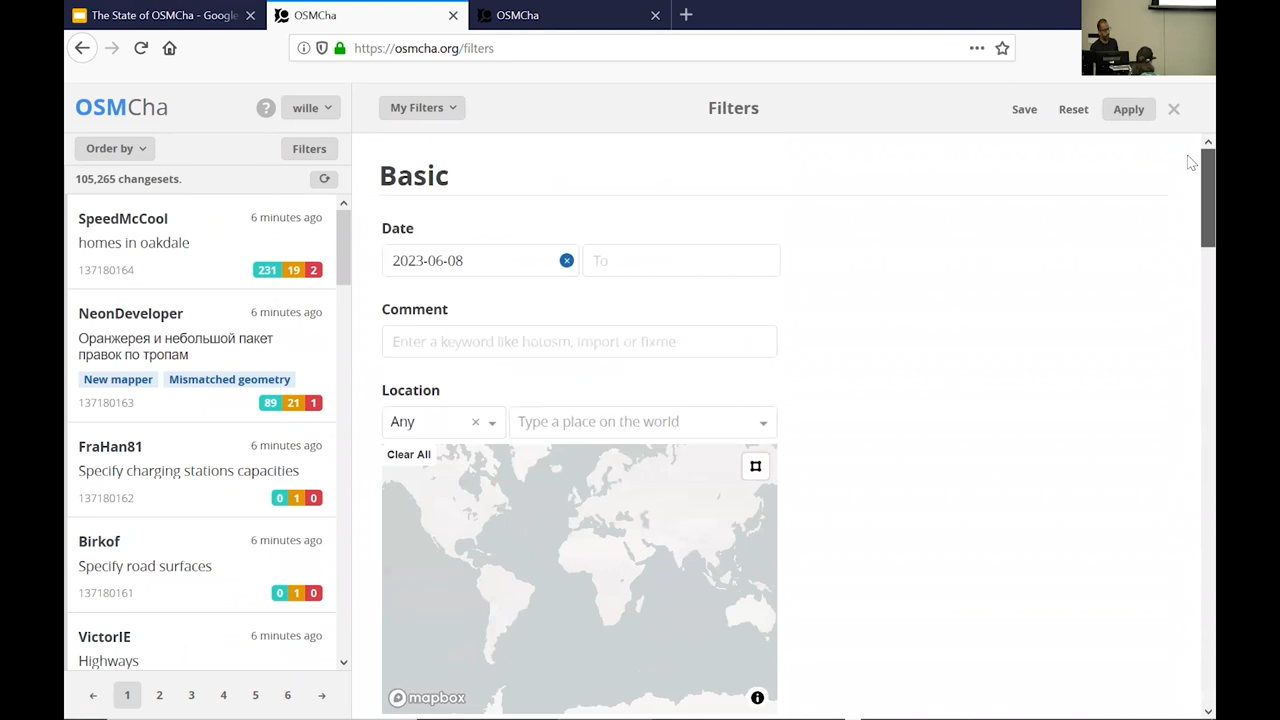 The State of OSMCha - Google
OSMCha
OSMCha
https://osmcha.org/filters
OSMCha
?
wille
My Filters
Filters
Save
Reset
Apply
Order by
Filters
105,265 changesets.
SpeedMcCool
6 minutes ago
homes in oakdale
137180164
231 19 2
NeonDeveloper
6 minutes ago
Оранжерея и небольшой пакет
правок по тропам
New mapper
Mismatched geometry
137180163
89 21 1
FraHan81
6 minutes ago
Specify charging stations capacities
137180162
0 1 0
Birkof
6 minutes ago
Specify road surfaces
137180161
0 1 0
VictorIE
6 minutes ago
Highways
← 1 2 3 4 5 6 →
Basic
Date
2023-06-08
To
Comment
Enter a keyword like hotosm, import or fixme
Location
Any
Type a place on the world
Clear All
mapbox